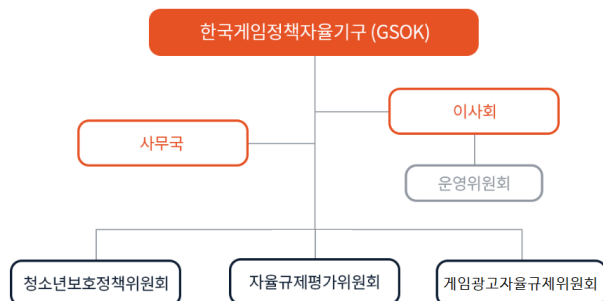 한국게임정책자율기구 (GSOK)
이사회
사무국
운영위원회
청소년보호정책위원회
자율규제평가위원회
게임광고자율규제위원회